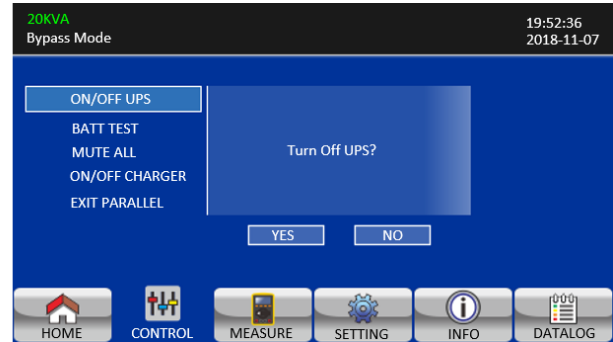 20KVA
Bypass Mode
19:52:36
2018-11-07
ON/OFF UPS
BATT TEST
MUTE ALL
ON/OFF CHARGER
EXIT PARALLEL
Turn Off UPS?
YES NO
HOME CONTROL MEASURE SETTING INFO DATALOG